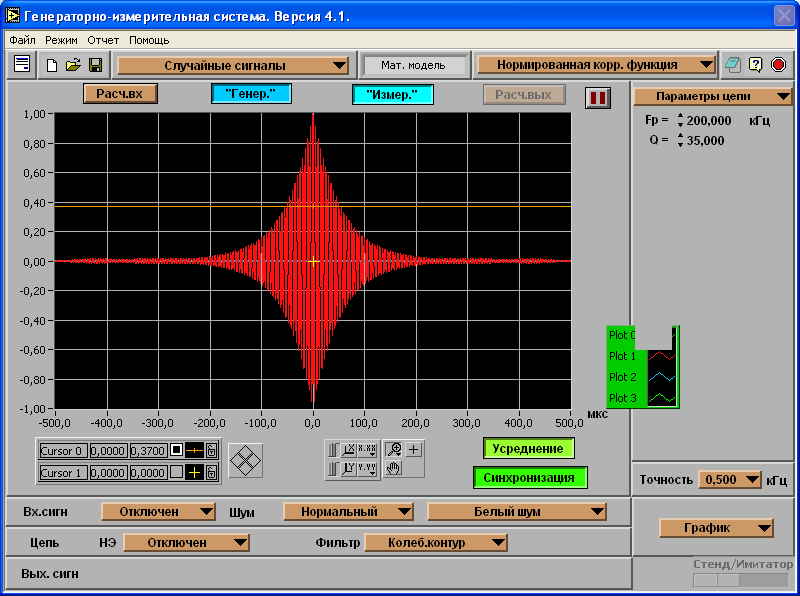 Генераторно-измерительная система. Версия 4.1.
Файл Режим Отчет Помощь
Случайные сигналы Мат. модель Нормированная корр. функция
Расч.вх "Генер." "Измер." Расч.вых
Параметры цепи
Fp = 200,000 кГц
Q = 35,000
1,00
0,80
0,60
0,40
0,20
0,00
-0,20
-0,40
-0,60
-0,80
-1,00
-500,0 -400,0 -300,0 -200,0 -100,0 0,0 100,0 200,0 300,0 400,0 500,0 мкс
Plot 0
Plot 1
Plot 2
Plot 3
Cursor 0 0,0000 0,3700
Cursor 1 0,0000 0,0000
X X.XX
Y Y.YY
Усреднение
Синхронизация
Точность 0,500 кГц
Вх.сигн Отключен Шум Нормальный Белый шум
График
Цепь НЭ Отключен Фильтр Колеб.контур
Стенд/Имитатор
Вых. сигн